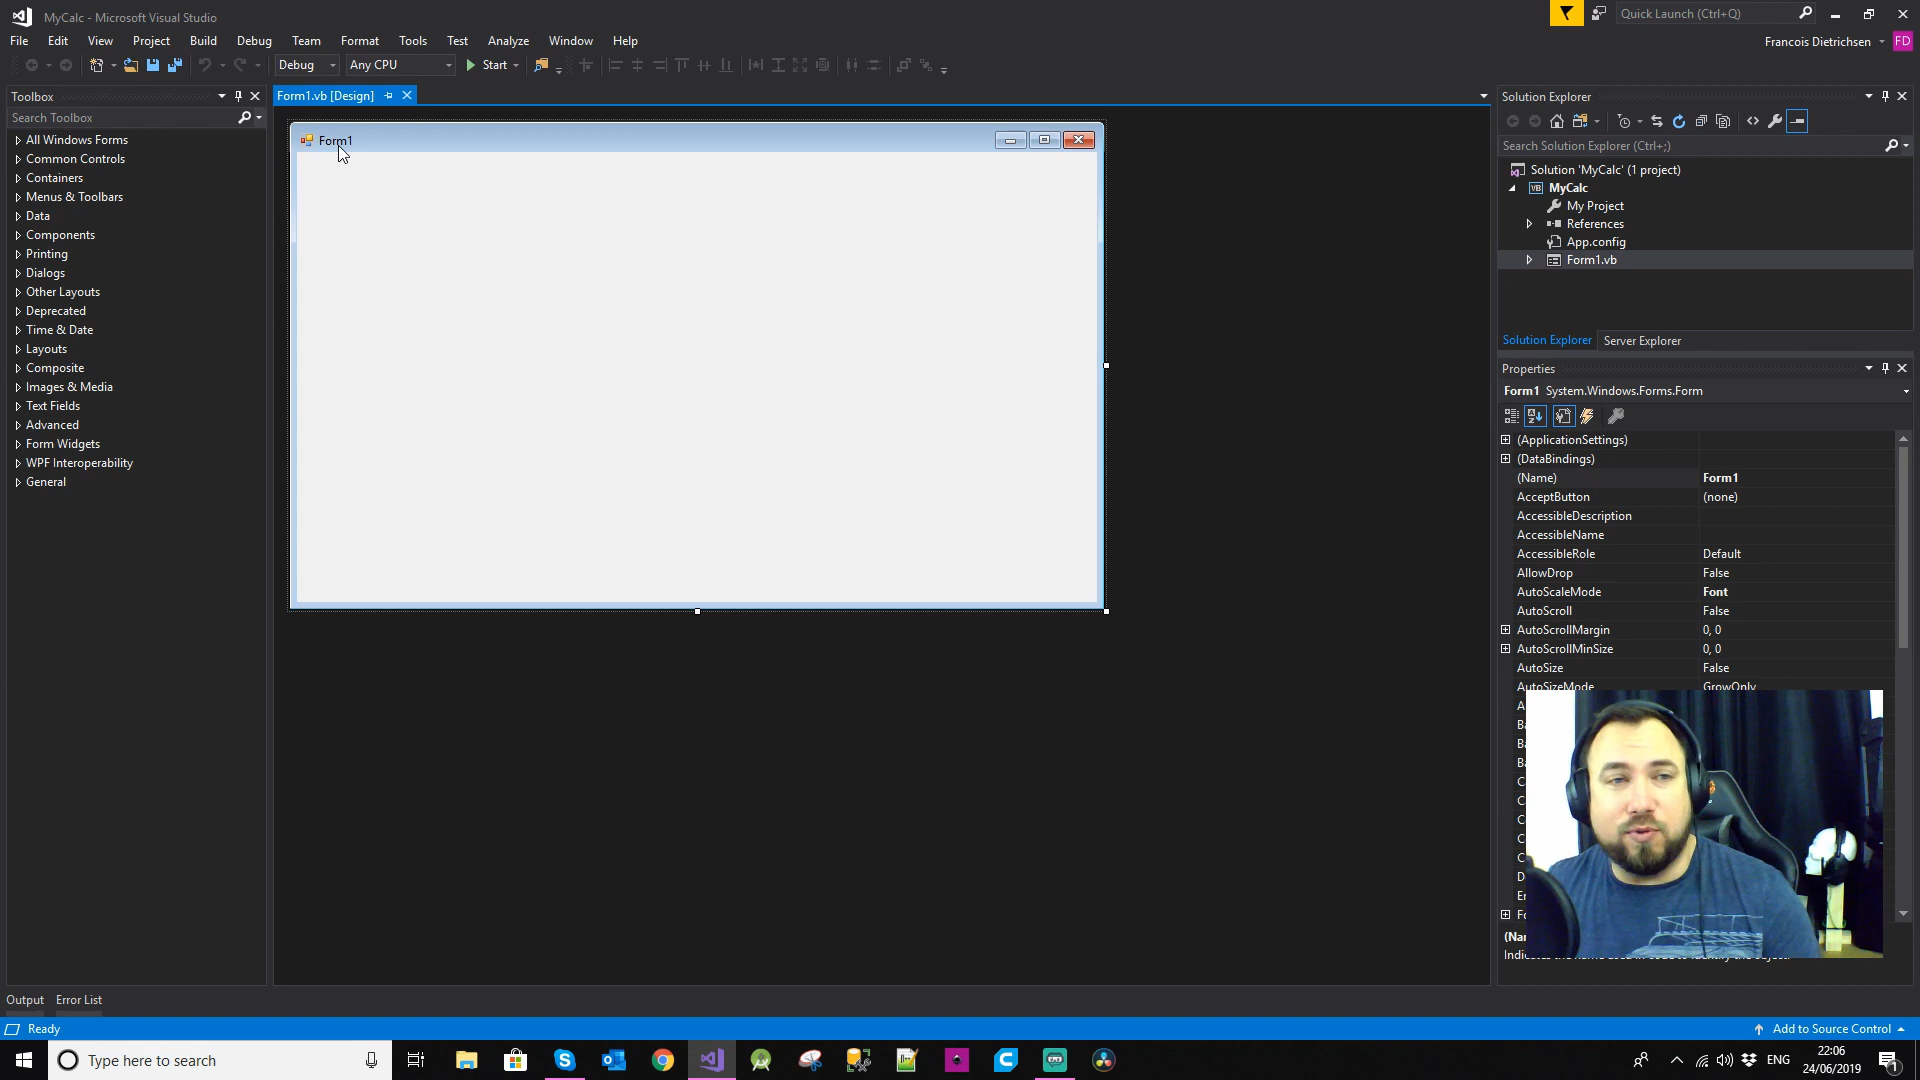 MyCalc - Microsoft Visual Studio
Quick Launch (Ctrl+Q)
File Edit View Project Build Debug Team Format Tools Test Analyze Window Help
Francois Dietrichsen FD
Debug Any CPU Start
Toolbox
Search Toolbox
All Windows Forms
Common Controls
Containers
Menus & Toolbars
Data
Components
Printing
Dialogs
Other Layouts
Deprecated
Time & Date
Layouts
Composite
Images & Media
Text Fields
Advanced
Form Widgets
WPF Interoperability
General
Form1.vb [Design]
Form1
Solution Explorer
Search Solution Explorer (Ctrl+;)
Solution 'MyCalc' (1 project)
VB MyCalc
My Project
References
App.config
Form1.vb
Solution Explorer Server Explorer
Properties
Form1 System.Windows.Forms.Form
(ApplicationSettings)
(DataBindings)
(Name) Form1
AcceptButton (none)
AccessibleDescription
AccessibleName
AccessibleRole Default
AllowDrop False
AutoScaleMode Font
AutoScroll False
AutoScrollMargin 0, 0
AutoScrollMinSize 0, 0
AutoSize False
AutoSizeMode GrowOnly
Output Error List
Ready
Add to Source Control
Type here to search
ENG
22:06
24/06/2019
1